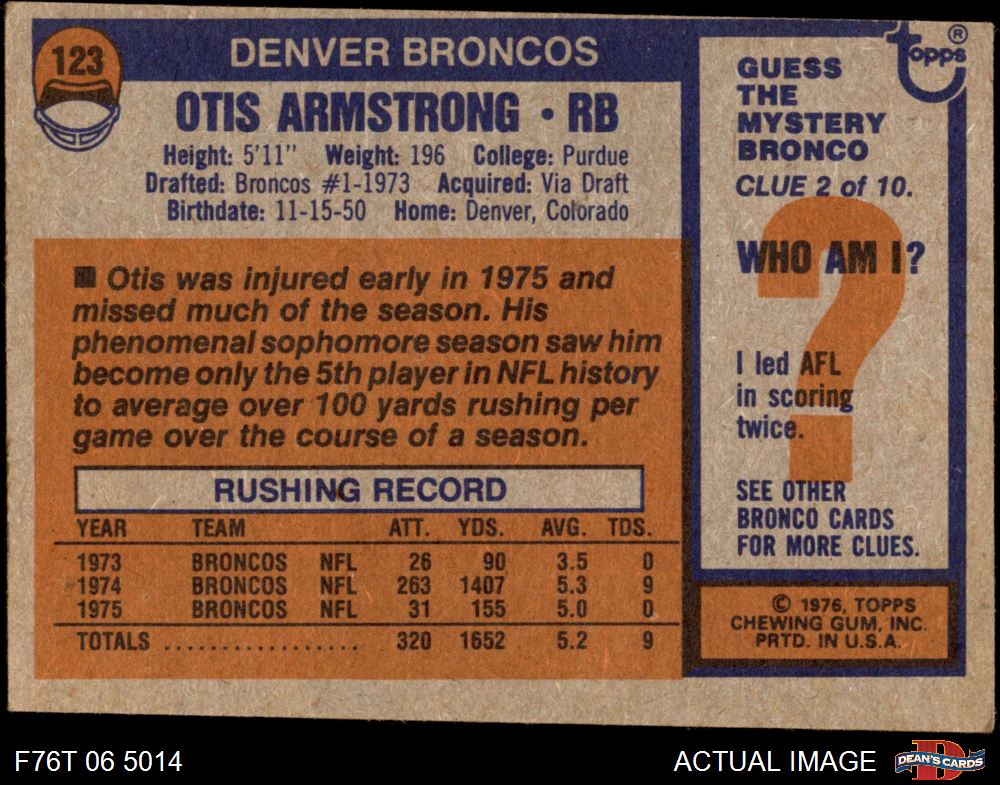 123
DENVER BRONCOS
OTIS ARMSTRONG • RB
Height: 5'11" Weight: 196 College: Purdue
Drafted: Broncos #1-1973 Acquired: Via Draft
Birthdate: 11-15-50 Home: Denver, Colorado
■ Otis was injured early in 1975 and
missed much of the season. His
phenomenal sophomore season saw him
become only the 5th player in NFL history
to average over 100 yards rushing per
game over the course of a season.
RUSHING RECORD
YEAR TEAM ATT. YDS. AVG. TDS.
1973 BRONCOS NFL 26 90 3.5 0
1974 BRONCOS NFL 263 1407 5.3 9
1975 BRONCOS NFL 31 155 5.0 0
TOTALS ................. 320 1652 5.2 9
topps ®
GUESS
THE
MYSTERY
BRONCO
CLUE 2 of 10.
WHO AM I?
I led AFL
in scoring
twice.
SEE OTHER
BRONCO CARDS
FOR MORE CLUES.
© 1976, TOPPS
CHEWING GUM, INC.
PRTD. IN U.S.A.
F76T 06 5014
ACTUAL IMAGE
D
DEAN'S CARDS